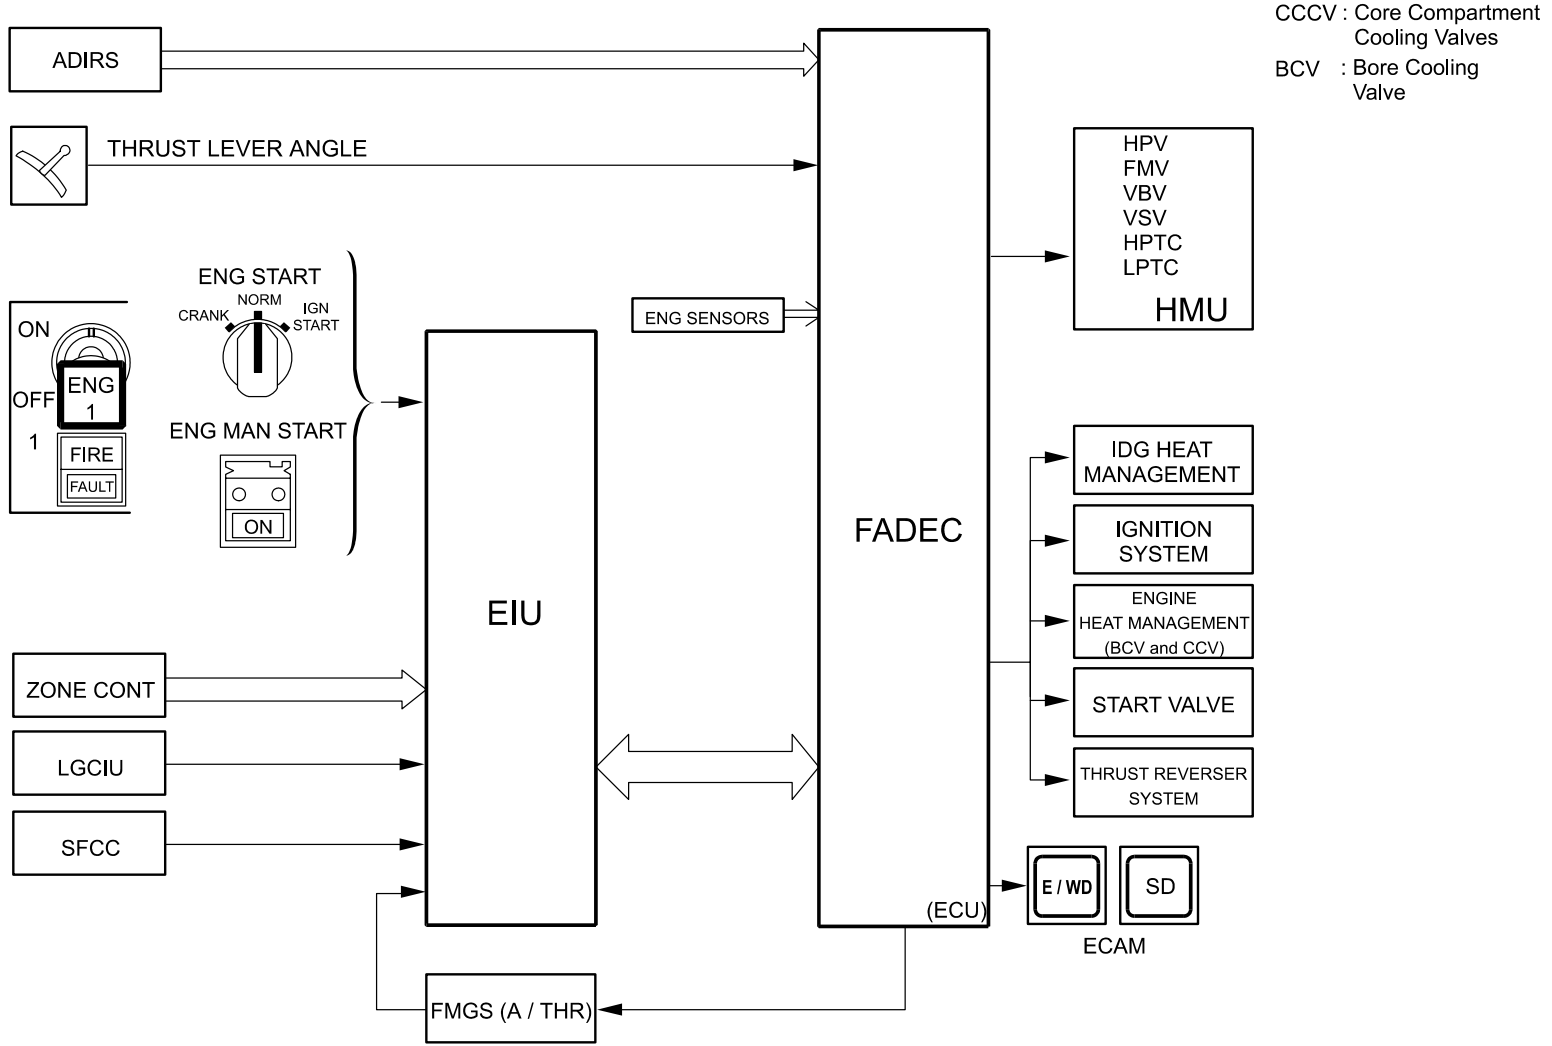 CCCV : Core Compartment
Cooling Valves
BCV : Bore Cooling
Valve
ADIRS
THRUST LEVER ANGLE
HPV
FMV
VBV
VSV
HPTC
LPTC
HMU
ENG START
NORM
CRANK
IGN
START
ENG SENSORS
ON
OFF
1
ENG
1
FIRE
FAULT
ENG MAN START
ON
EIU
FADEC
(ECU)
IDG HEAT
MANAGEMENT
IGNITION
SYSTEM
ENGINE
HEAT MANAGEMENT
(BCV and CCV)
START VALVE
THRUST REVERSER
SYSTEM
ZONE CONT
LGCIU
SFCC
E / WD
SD
ECAM
FMGS (A / THR)